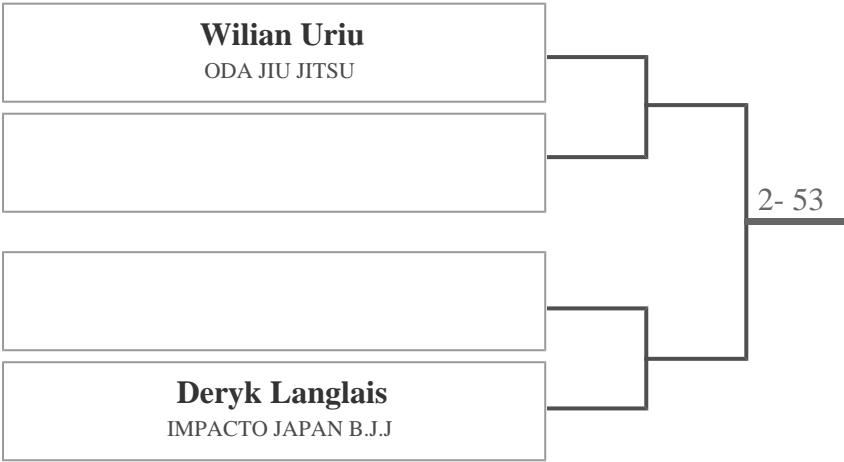 Wilian Uriu
ODA JIU JITSU
2- 53
Deryk Langlais
IMPACTO JAPAN B.J.J